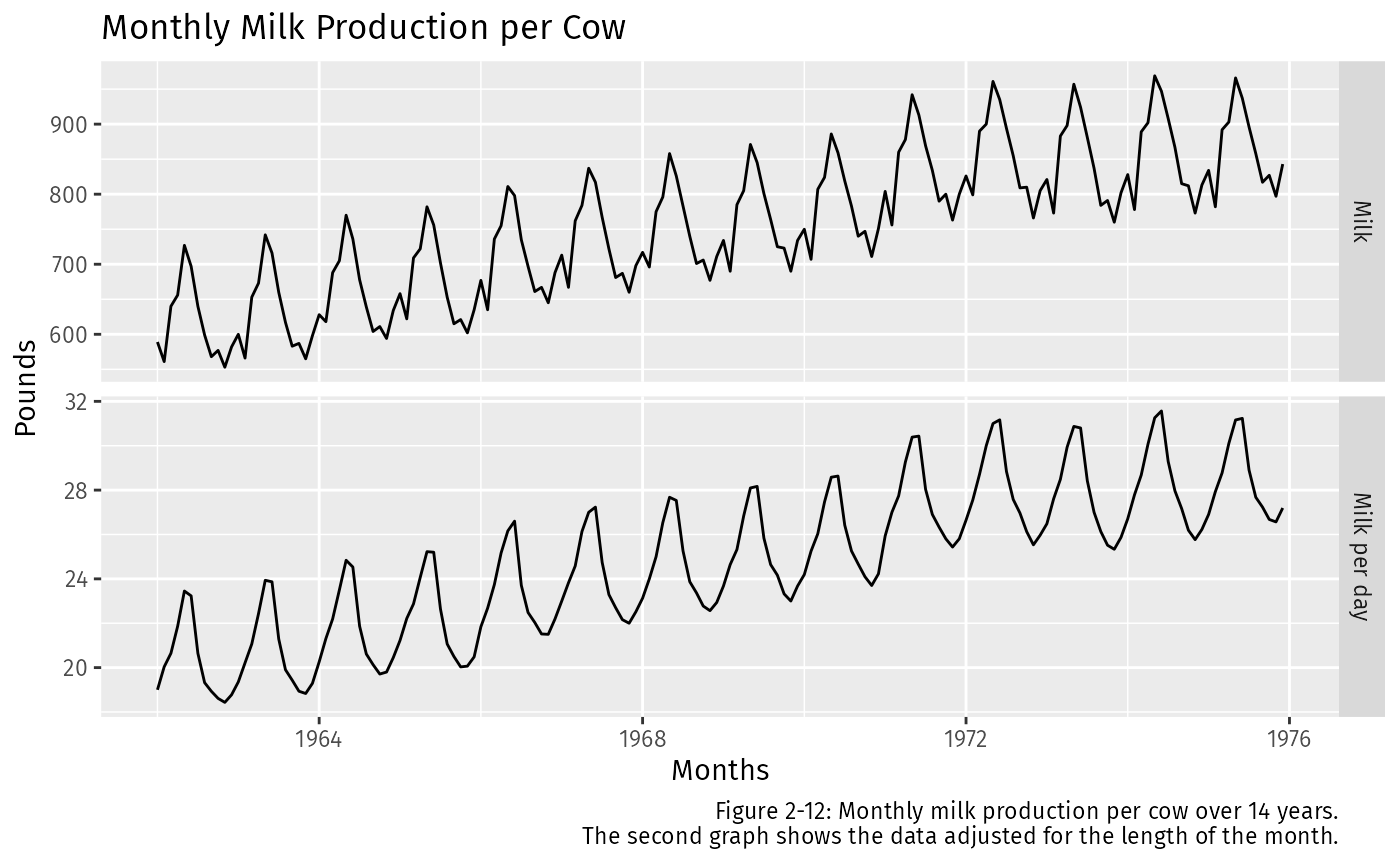 Monthly Milk Production per Cow
Pounds
900
800
700
600
Milk
32
28
24
20
Milk per day
1964
1968
1972
1976
Months
Figure 2-12: Monthly milk production per cow over 14 years.
The second graph shows the data adjusted for the length of the month.